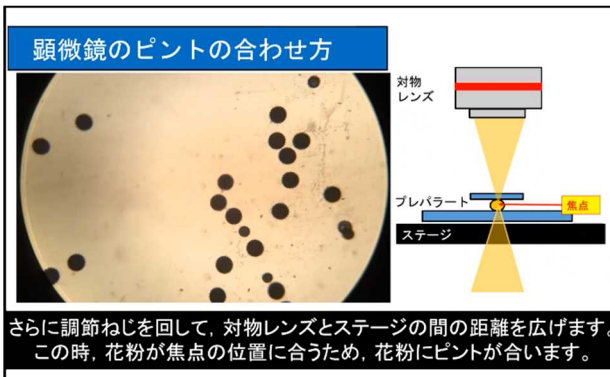 顕微鏡のピントの合わせ方
対物
レンズ
プレパラート
焦点
ステージ
さらに調節ねじを回して，対物レンズとステージの間の距離を広げます。
この時，花粉が焦点の位置に合うため，花粉にピントが合います。